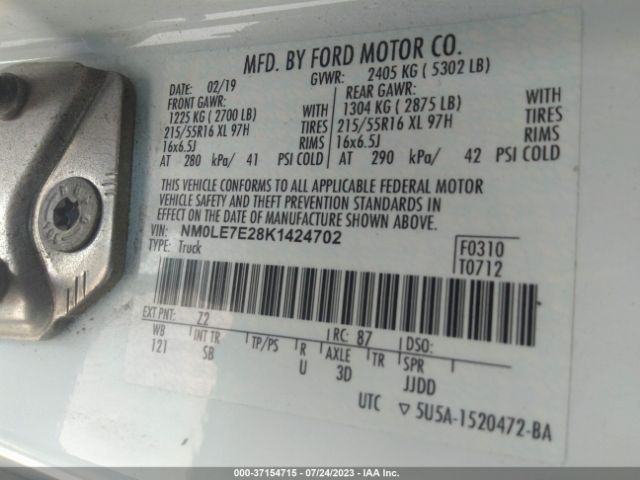 MFD. BY FORD MOTOR CO.
DATE: 02/19 GVWR: 2405 KG ( 5302 LB)
FRONT GAWR: REAR GAWR:
1225 KG ( 2700 LB) WITH 1304 KG ( 2875 LB) WITH
215/55R16 XL 97H TIRES 215/55R16 XL 97H TIRES
16x6.5J RIMS 16x6.5J RIMS
AT 280 kPa/ 41 PSI COLD AT 290 kPa/ 42 PSI COLD
THIS VEHICLE CONFORMS TO ALL APPLICABLE FEDERAL MOTOR
VEHICLE SAFETY AND THEFT PREVENTION STANDARDS IN
EFFECT ON THE DATE OF MANUFACTURE SHOWN ABOVE.
VIN: NM0LE7E28K1424702
TYPE: Truck
F0310
T0712
EXT PNT: Z2 RC: 87 DSO:
WB INT TR TP/PS R AXLE TR SPR
121 SB U 3D JJDD
UTC ▽ 5U5A-1520472-BA
000-37154715 | 07/24/2023 | IAA Inc.